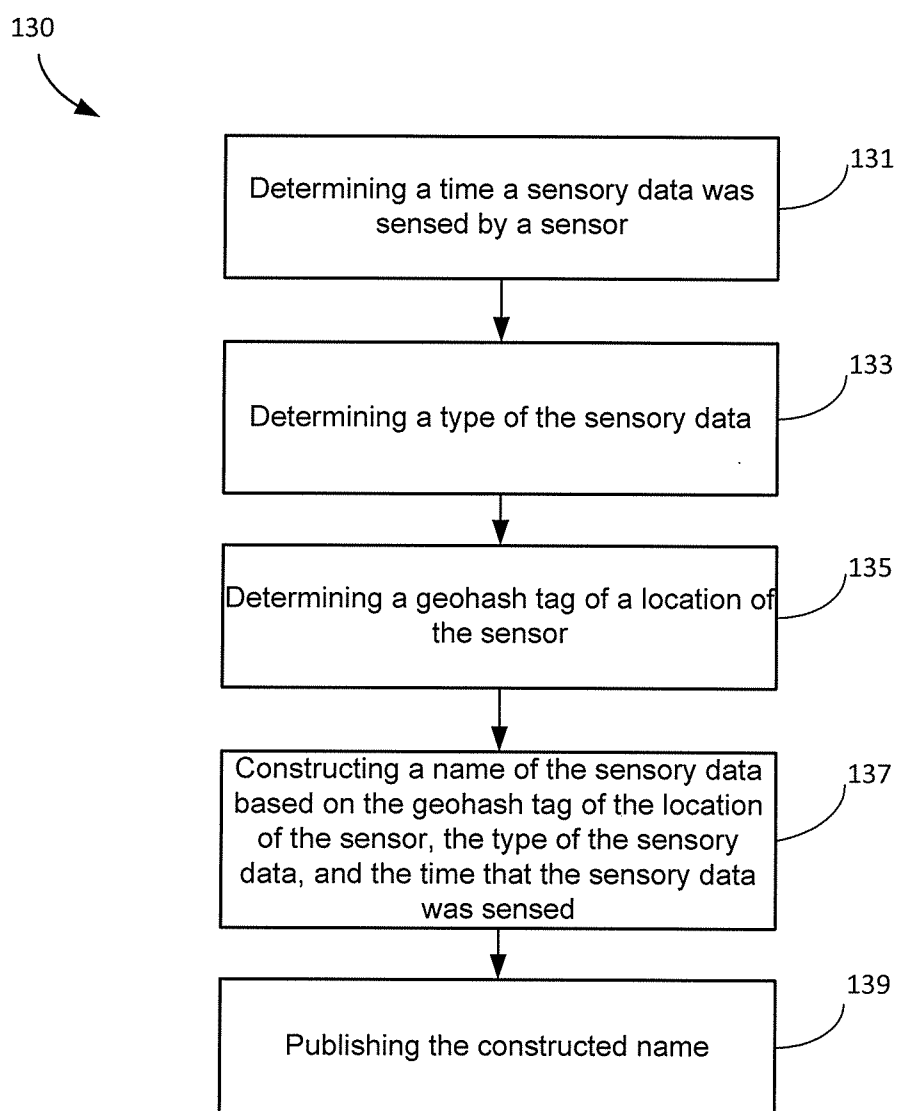 130
131
Determining a time a sensory data was
sensed by a sensor
133
Determining a type of the sensory data
135
Determining a geohash tag of a location of
the sensor
137
Constructing a name of the sensory data
based on the geohash tag of the location
of the sensor, the type of the sensory
data, and the time that the sensory data
was sensed
139
Publishing the constructed name